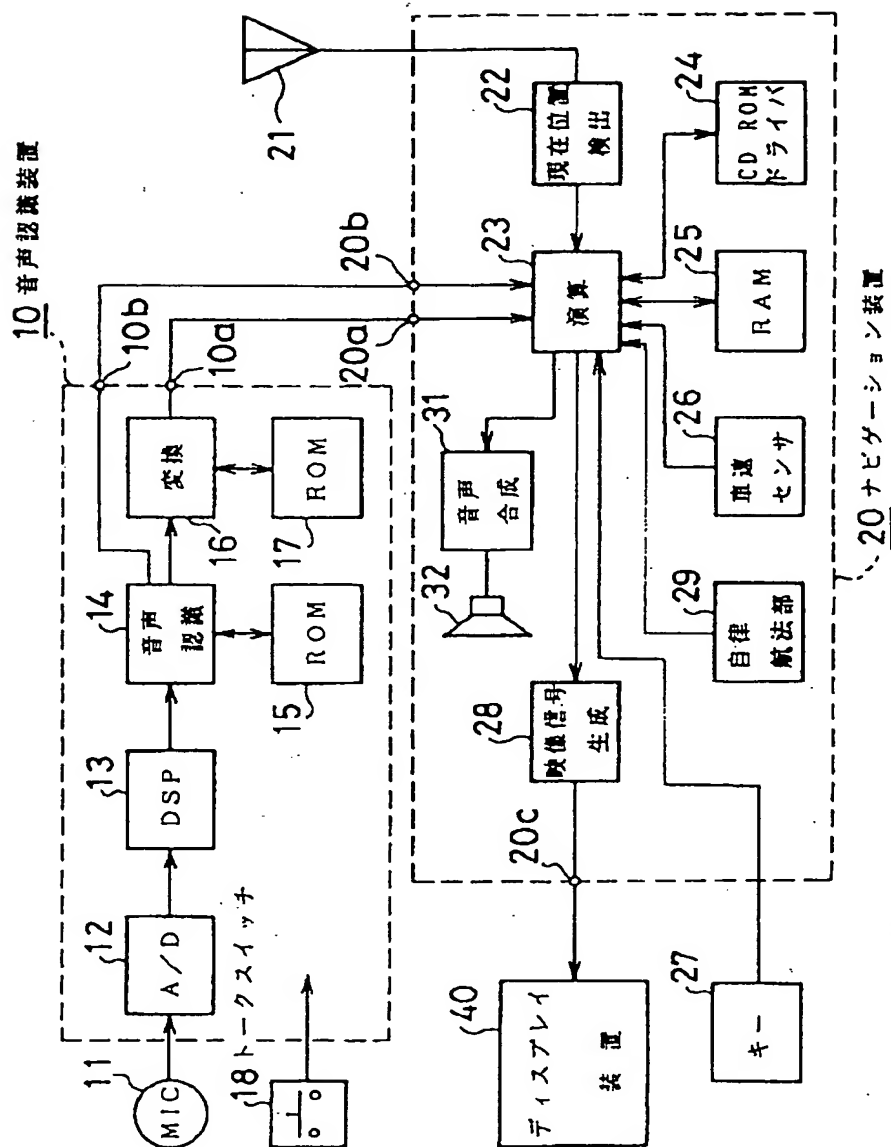 10 音声認識装置
11
MIC
12
A/D
13
DSP
14
音声
認識
15
ROM
16
変換
17
ROM
10a
10b
18 トークスイッチ
21
20a
20b
22
現在位置
検出
23
演算
24
CD ROM
ドライバ
25
RAM
26
車速
センサ
29
自律
航法部
31
音声
合成
32
28
映像信号
生成
20c
40
ディスプレイ
装置
27
キー
20 ナビゲーション装置